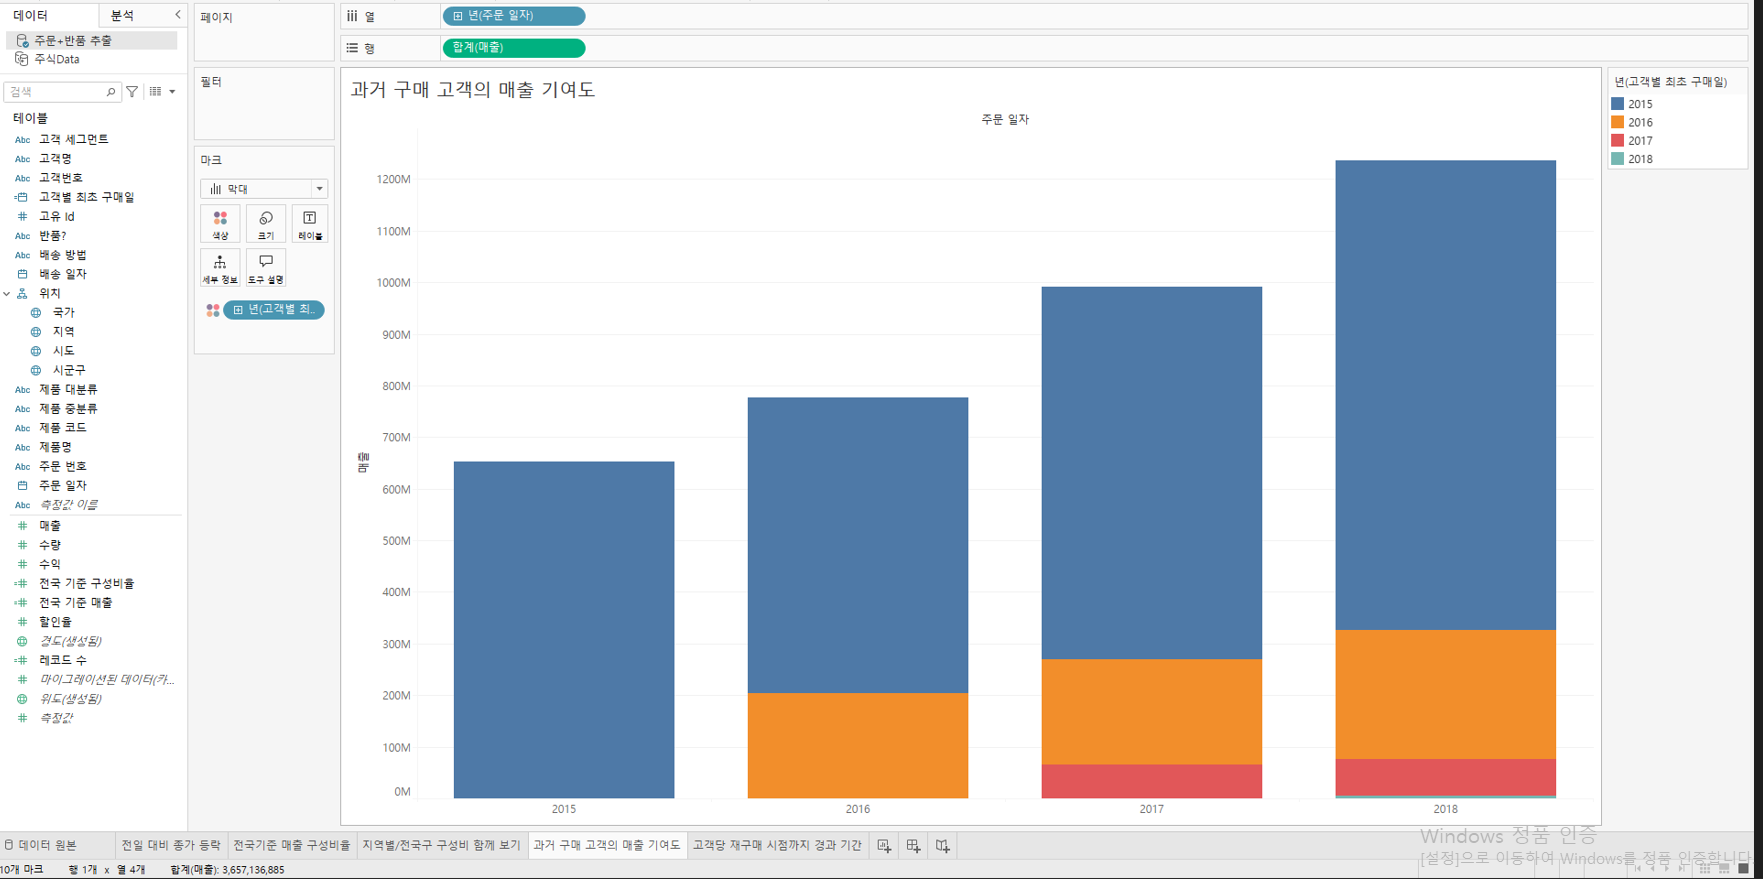 데이터
분석
주문+반품 추출
주식Data
검색
테이블
Abc 고객 세그먼트
Abc 고객명
Abc 고객번호
고객별 최초 구매일
고유 Id
Abc 반품?
Abc 배송 방법
배송 일자
위치
국가
지역
시도
시군구
Abc 제품 대분류
Abc 제품 중분류
Abc 제품 코드
Abc 제품명
Abc 주문 번호
주문 일자
Abc 측정값 이름
매출
수량
수익
전국 기준 구성비율
전국 기준 매출
할인율
경도(생성됨)
레코드 수
마이그레이션된 데이터(카...
위도(생성됨)
측정값
페이지
필터
마크
막대
색상
크기
레이블
세부 정보
도구 설명
년(고객별 최..
열
년(주문 일자)
행
합계(매출)
과거 구매 고객의 매출 기여도
주문 일자
매출
1200M
1100M
1000M
900M
800M
700M
600M
500M
400M
300M
200M
100M
0M
2015
2016
2017
2018
년(고객별 최초 구매일)
2015
2016
2017
2018
데이터 원본
전일 대비 종가 등락
전국기준 매출 구성비율
지역별/전국구 구성비 함께 보기
과거 구매 고객의 매출 기여도
고객당 재구매 시점까지 경과 기간
Windows 정품 인증
[설정]으로 이동하여 Windows를 정품 인증합니다.
10개 마크
행 1개 x 열 4개
합계(매출): 3,657,136,885